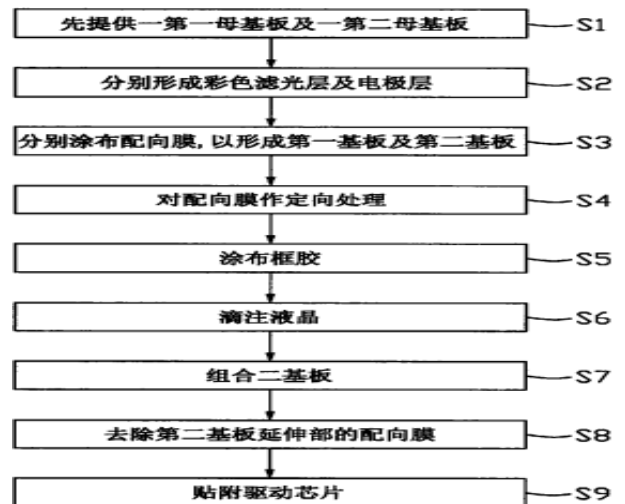 先提供一第一母基板及一第二母基板 S1
分别形成彩色滤光层及电极层 S2
分别涂布配向膜,以形成第一基板及第二基板 S3
对配向膜作定向处理 S4
涂布框胶 S5
滴注液晶 S6
组合二基板 S7
去除第二基板延伸部的配向膜 S8
贴附驱动芯片 S9